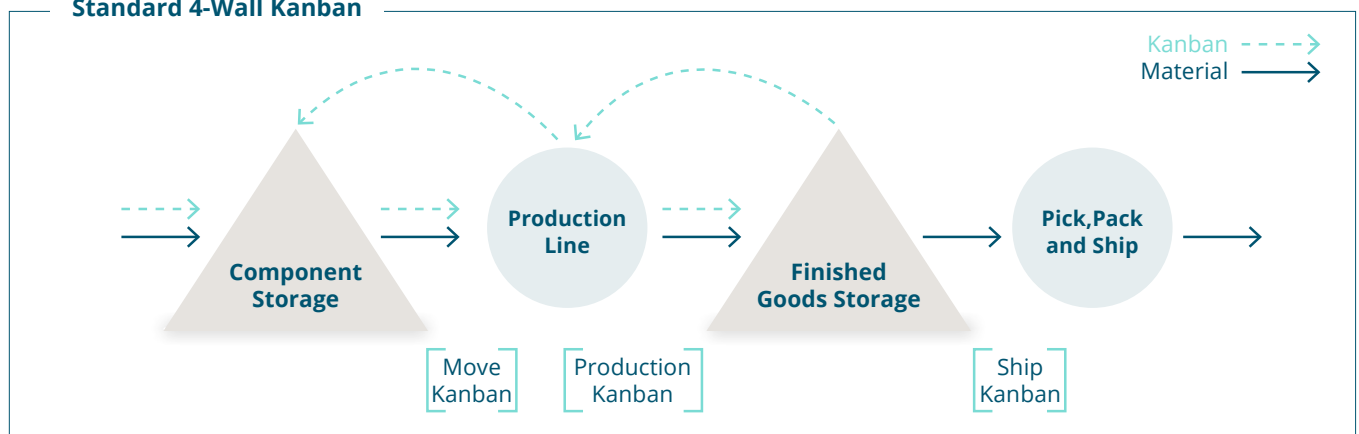 Standard 4-Wall Kanban
Kanban
Material
Production
Line
Pick,Pack
and Ship
Component
Storage
Finished
Goods Storage
Move
Kanban
Production
Kanban
Ship
Kanban